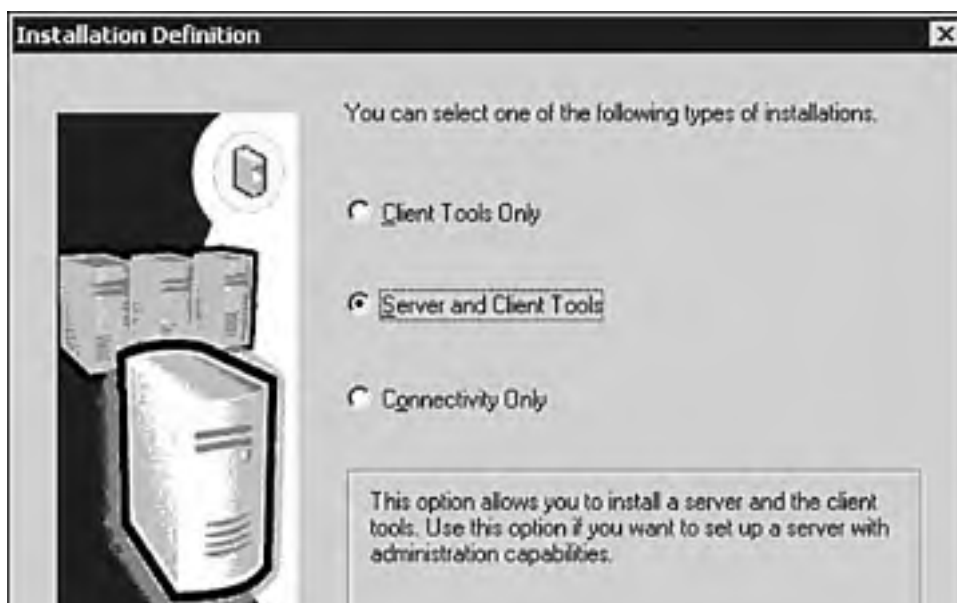 Installation Definition
You can select one of the following types of installations.
Client Tools Only
Server and Client Tools
Connectivity Only
This option allows you to install a server and the client
tools. Use this option if you want to set up a server with
administration capabilities.